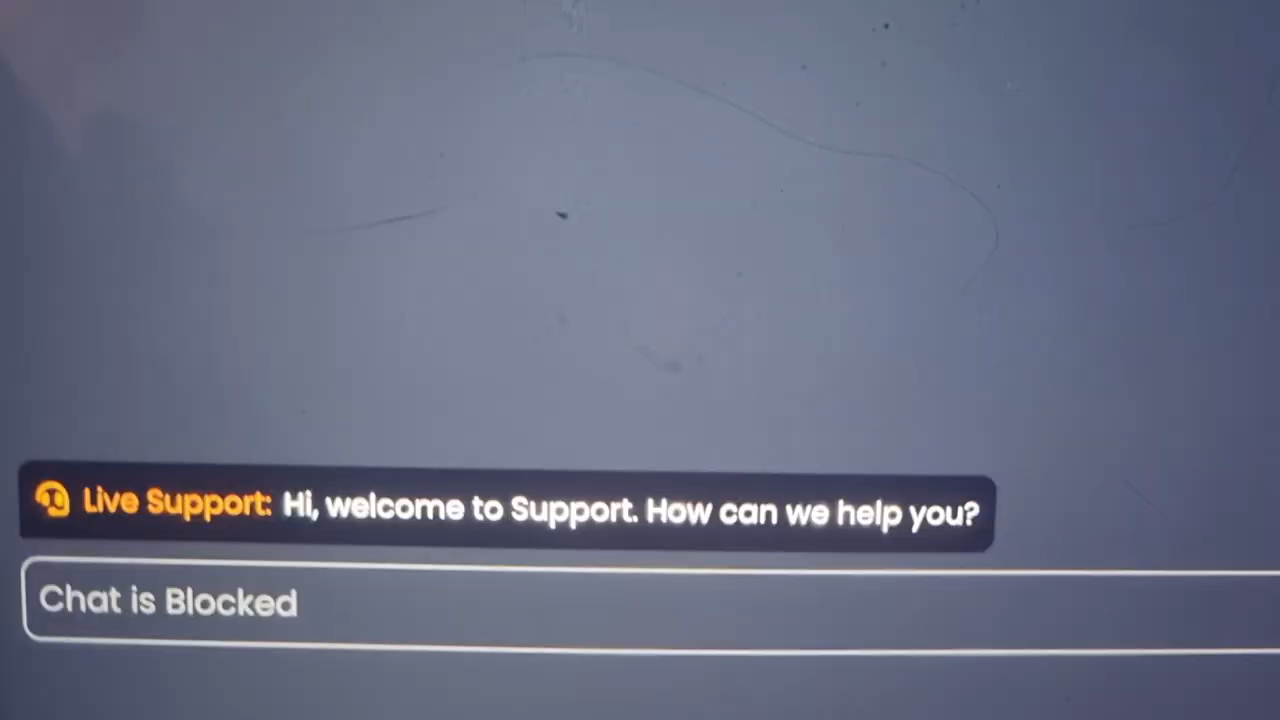 Live Support: Hi, welcome to Support. How can we help you?
Chat is Blocked